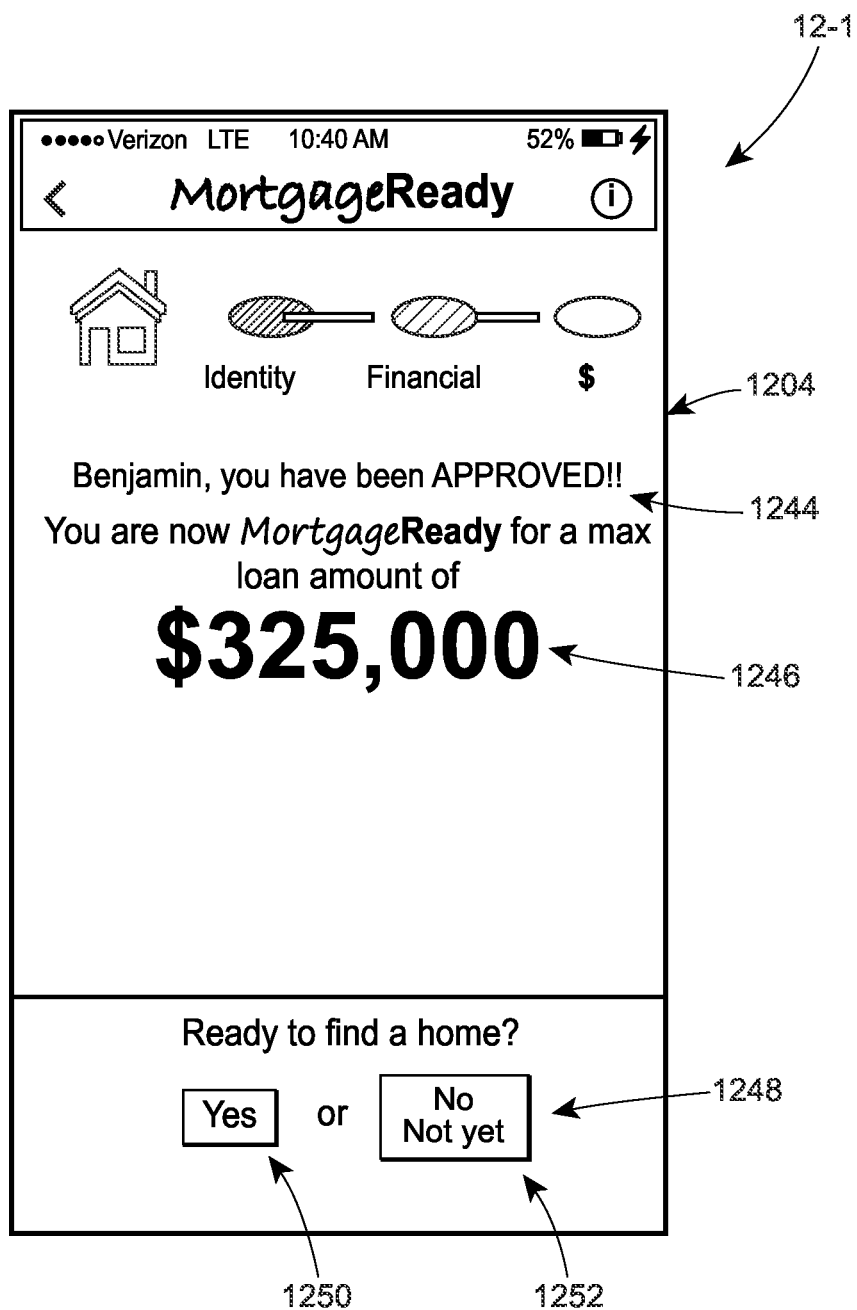 12-1
Verizon LTE 10:40 AM 52%
MortgageReady i
Identity Financial $
1204
Benjamin, you have been APPROVED!!
1244
You are now MortgageReady for a max
loan amount of
$325,000
1246
Ready to find a home?
1248
Yes or No
Not yet
1250 1252